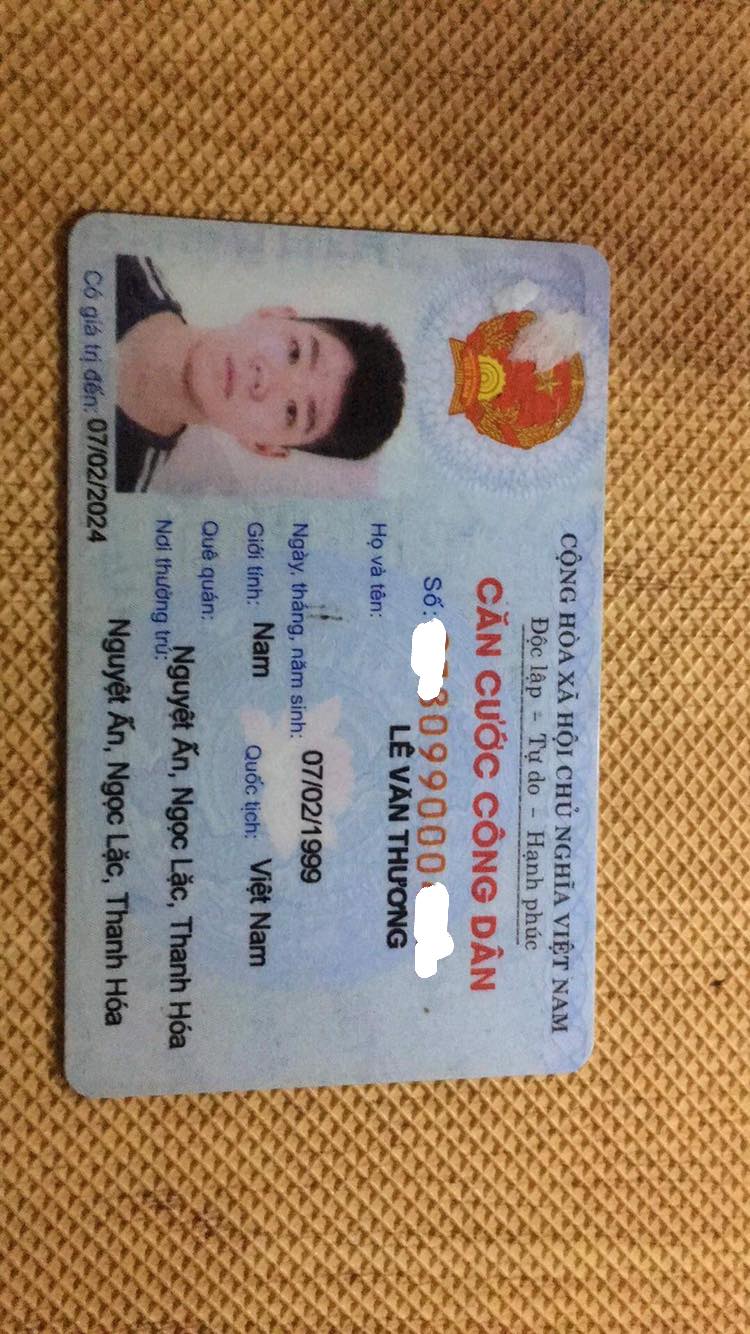 CỘNG HÒA XÃ HỘI CHỦ NGHĨA VIỆT NAM
Độc lập - Tự do - Hạnh phúc
CĂN CƯỚC CÔNG DÂN
Số: 8099000
Họ và tên:
LÊ VĂN THƯƠNG
Ngày, tháng, năm sinh: 07/02/1999
Giới tính: Nam Quốc tịch: Việt Nam
Quê quán:
Nguyệt Ấn, Ngọc Lặc, Thanh Hóa
Nơi thường trú:
Nguyệt Ấn, Ngọc Lặc, Thanh Hóa
Có giá trị đến: 07/02/2024